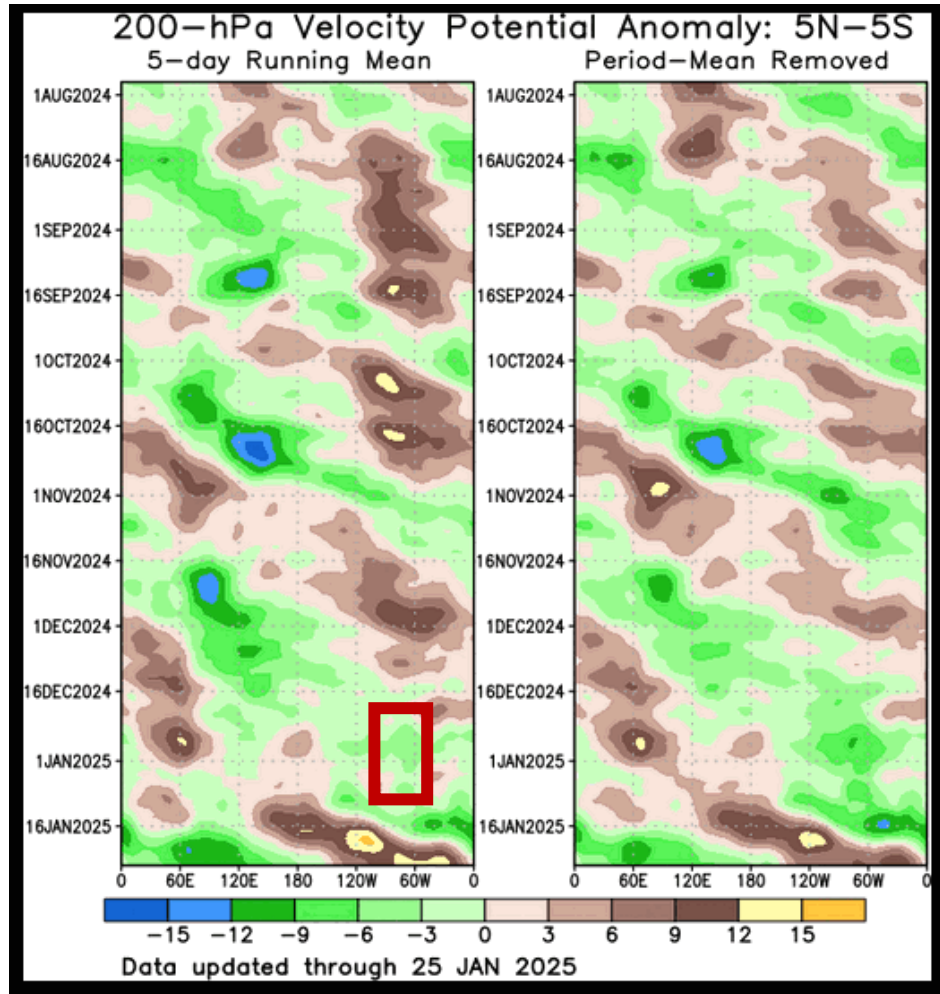 200-hPa Velocity Potential Anomaly: 5N-5S
5-day Running Mean
Period-Mean Removed
1AUG2024
16AUG2024
1SEP2024
16SEP2024
1OCT2024
16OCT2024
1NOV2024
16NOV2024
1DEC2024
16DEC2024
1JAN2025
16JAN2025
0 60E 120E 180 120W 60W 0
1AUG2024
16AUG2024
1SEP2024
16SEP2024
1OCT2024
16OCT2024
1NOV2024
16NOV2024
1DEC2024
16DEC2024
1JAN2025
16JAN2025
0 60E 120E 180 120W 60W 0
-15 -12 -9 -6 -3 0 3 6 9 12 15
Data updated through 25 JAN 2025